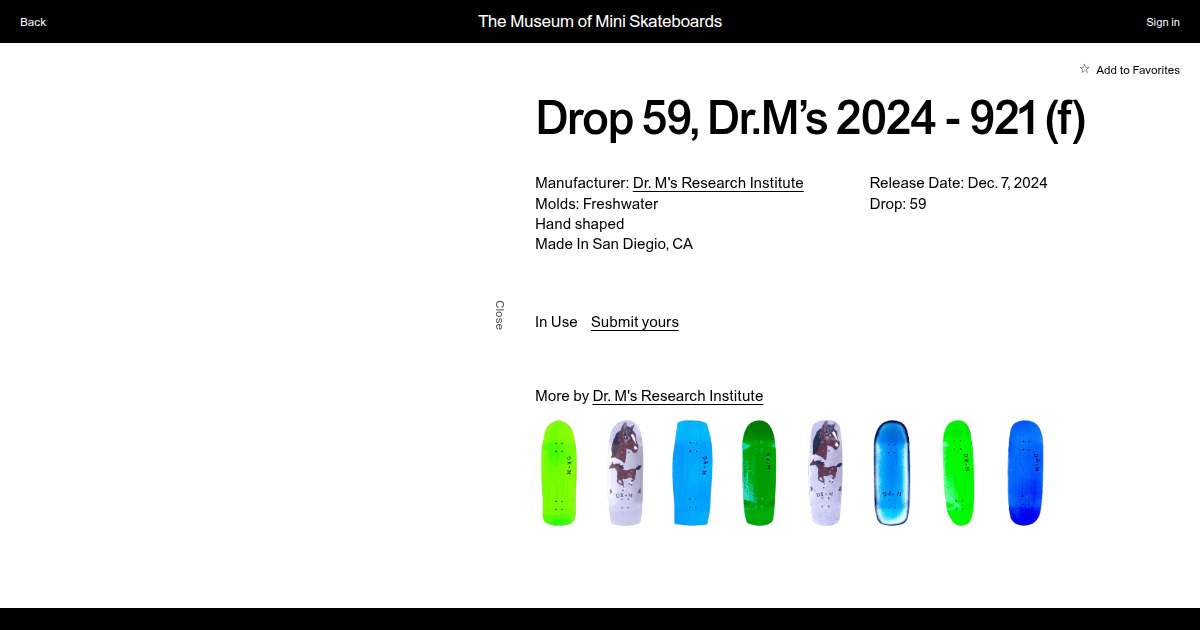 Back
The Museum of Mini Skateboards
Sign in
☆ Add to Favorites
Drop 59, Dr.M’s 2024 - 921 (f)
Manufacturer: Dr. M's Research Institute
Molds: Freshwater
Hand shaped
Made In San Diegio, CA
Release Date: Dec. 7, 2024
Drop: 59
Close
In Use
Submit yours
More by Dr. M's Research Institute